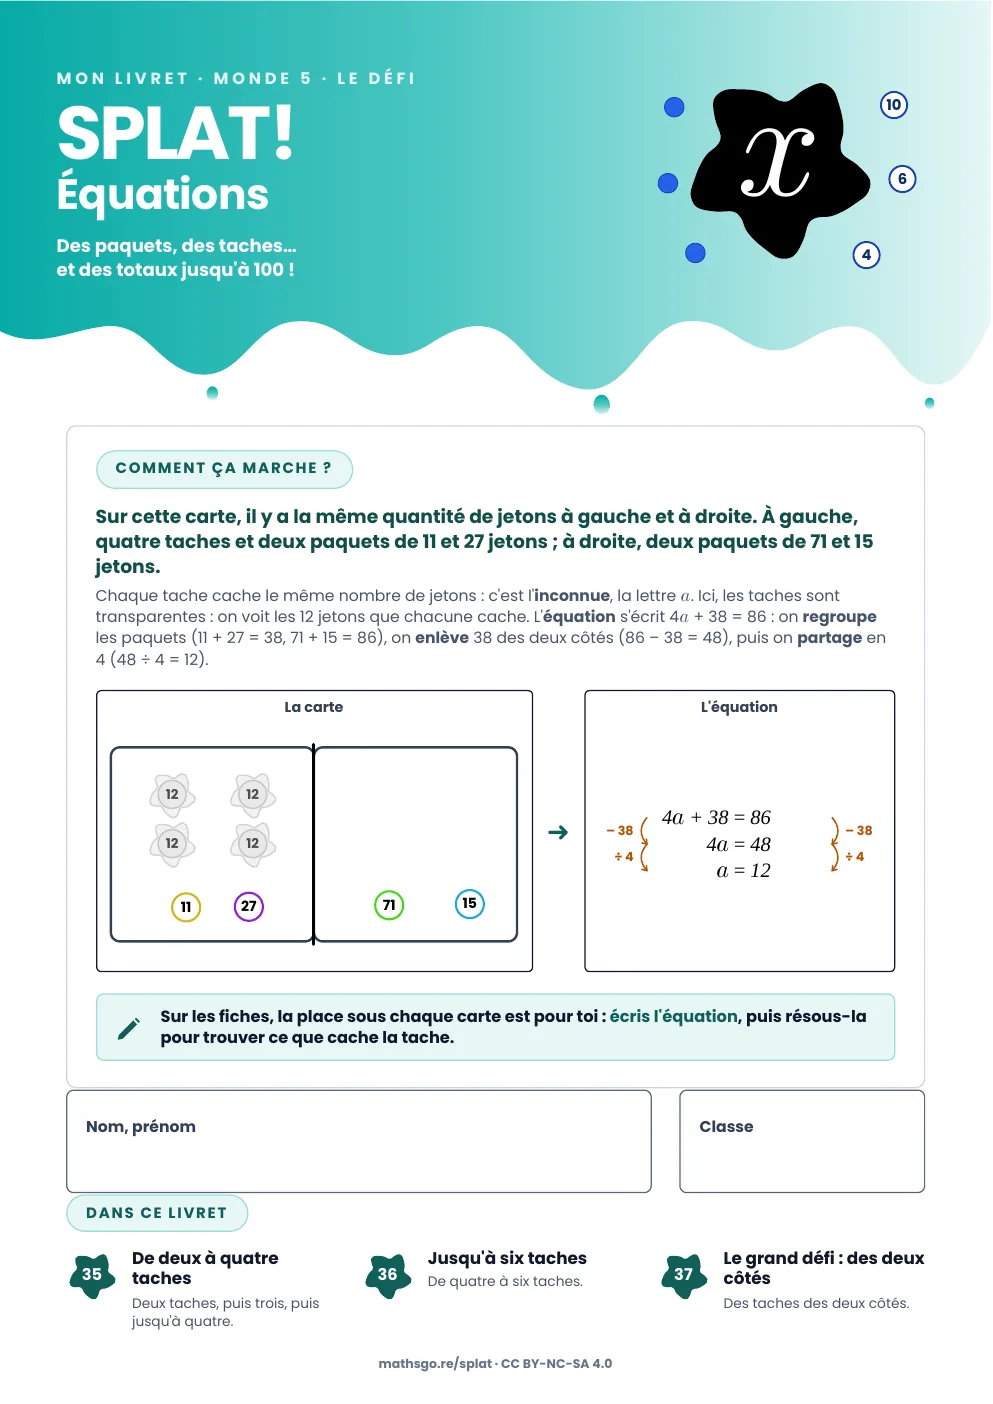 MON LIVRET · MONDE 5 · LE DÉFI
SPLAT!
Équations
Des paquets, des taches…
et des totaux jusqu'à 100 !
x
10
6
4
COMMENT ÇA MARCHE ?
Sur cette carte, il y a la même quantité de jetons à gauche et à droite. À gauche,
quatre taches et deux paquets de 11 et 27 jetons ; à droite, deux paquets de 71 et 15
jetons.
Chaque tache cache le même nombre de jetons : c'est l'inconnue, la lettre a. Ici, les taches sont
transparentes : on voit les 12 jetons que chacune cache. L'équation s'écrit 4a + 38 = 86 : on regroupe
les paquets (11 + 27 = 38, 71 + 15 = 86), on enlève 38 des deux côtés (86 − 38 = 48), puis on partage en
4 (48 ÷ 4 = 12).
La carte
12 12
12 12
11 27 71 15
➜
L'équation
4a + 38 = 86
− 38 − 38
4a = 48
÷ 4 ÷ 4
a = 12
Sur les fiches, la place sous chaque carte est pour toi : écris l'équation, puis résous-la
pour trouver ce que cache la tache.
Nom, prénom
Classe
DANS CE LIVRET
35
De deux à quatre
taches
Deux taches, puis trois, puis
jusqu'à quatre.
36
Jusqu'à six taches
De quatre à six taches.
37
Le grand défi : des deux
côtés
Des taches des deux côtés.
mathsgo.re/splat · CC BY-NC-SA 4.0